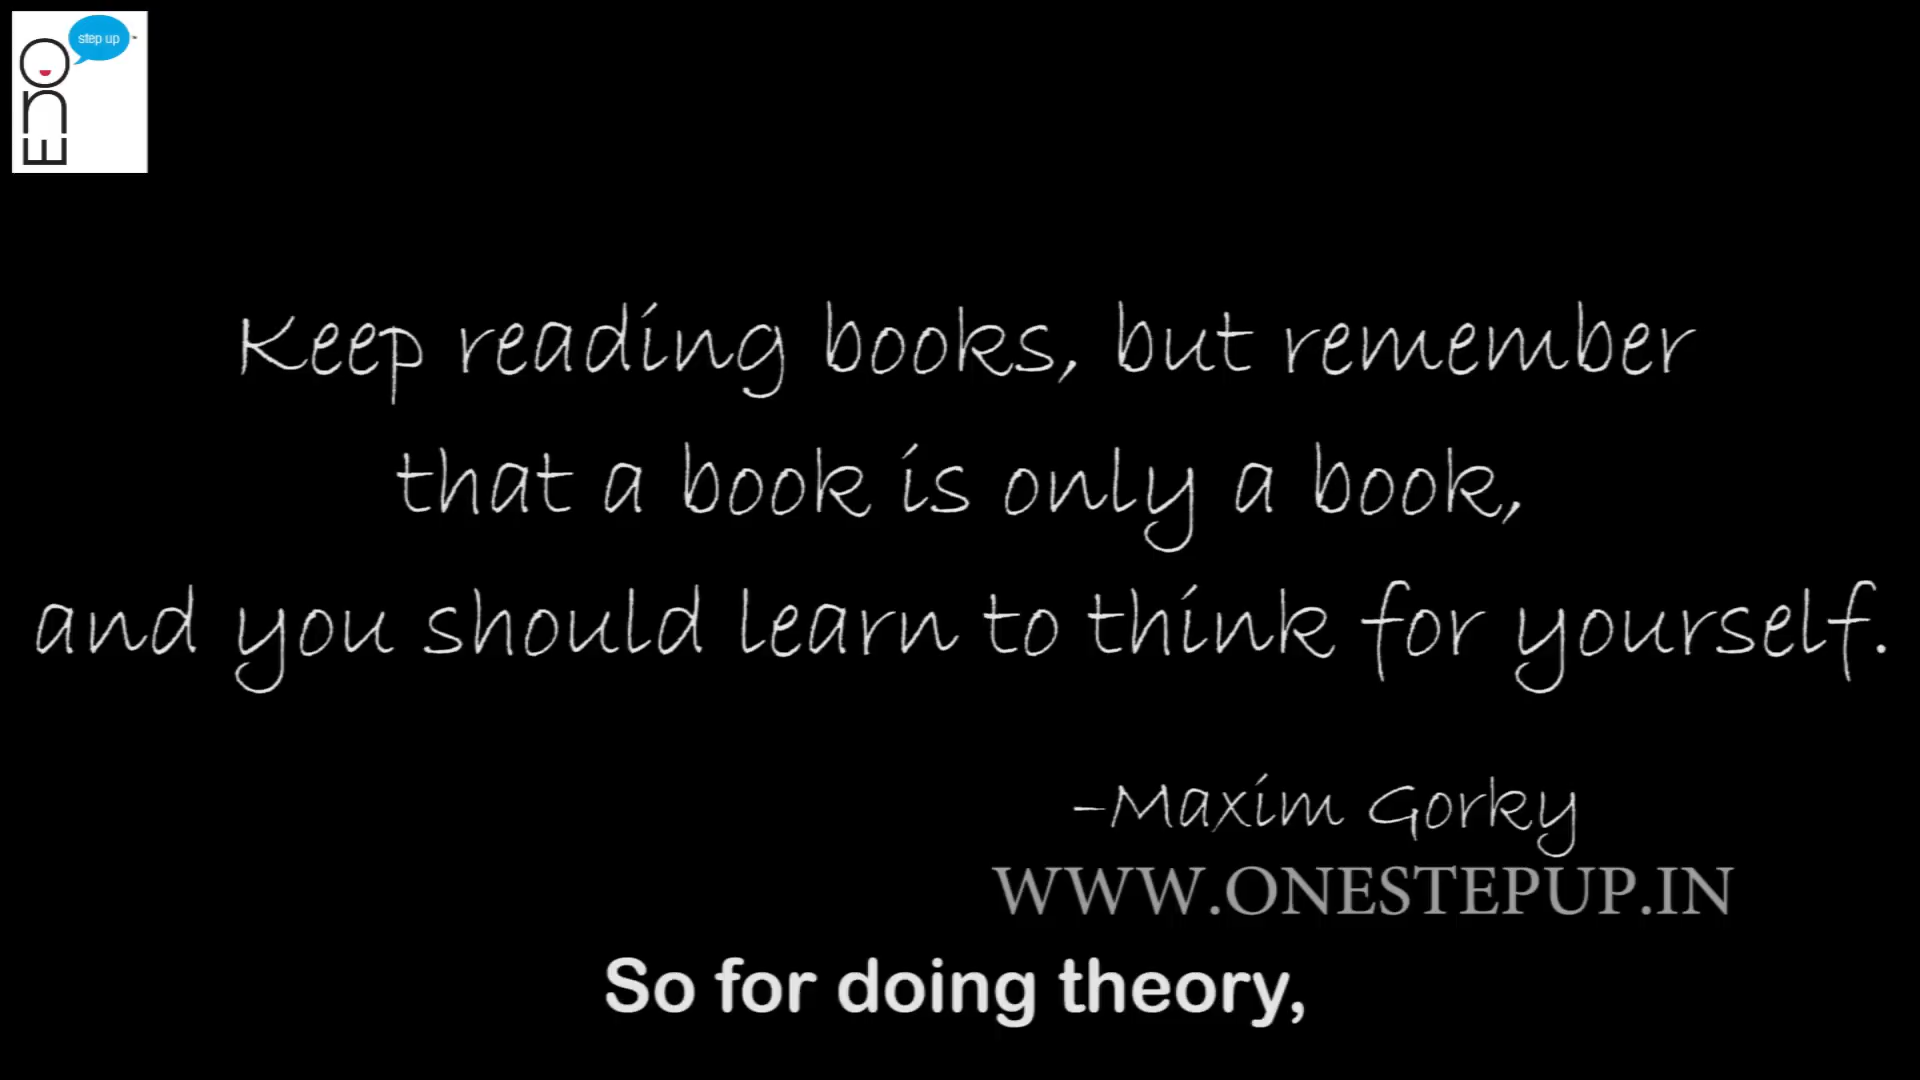 step up
onE
Keep reading books, but remember
that a book is only a book,
and you should learn to think for yourself.
-Maxim Gorky
WWW.ONESTEPUP.IN
So for doing theory,